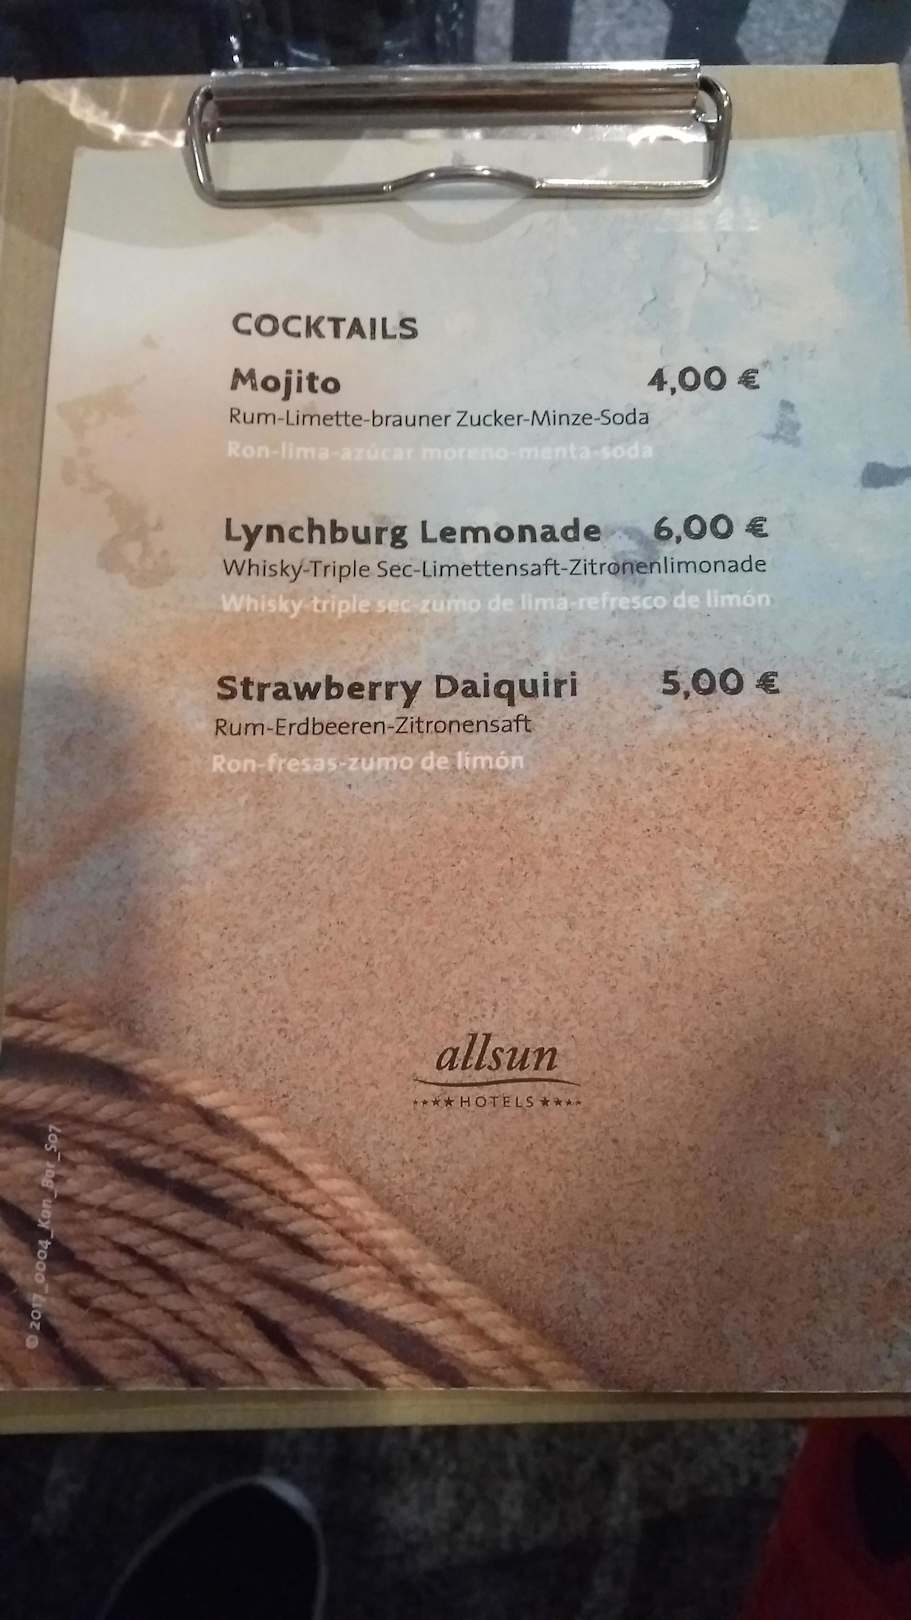 COCKTAILS
Mojito 4,00 €
Rum-Limette-brauner Zucker-Minze-Soda
Ron-lima-azúcar moreno-menta-soda
Lynchburg Lemonade 6,00 €
Whisky-Triple Sec-Limettensaft-Zitronenlimonade
Whisky-triple sec-zumo de lima-refresco de limón
Strawberry Daiquiri 5,00 €
Rum-Erdbeeren-Zitronensaft
Ron-fresas-zumo de limón
allsun
★★★★HOTELS★★★★
© 2017_0004_Kan_Bar_S07